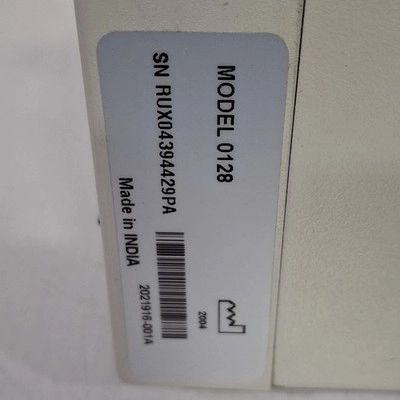 MODEL 0128
SN RUX04394429PA
Made in INDIA
2021916-001A
2004